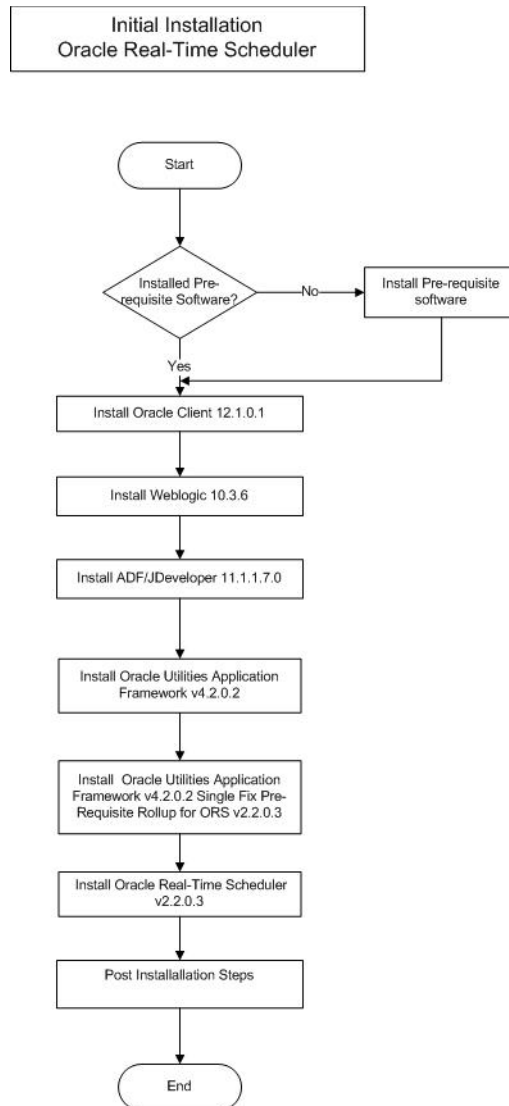 Initial Installation
Oracle Real-Time Scheduler
Start
Installed Pre-
requisite Software?
No
Install Pre-requisite
software
Yes
Install Oracle Client 12.1.0.1
Install Weblogic 10.3.6
Install ADF/JDeveloper 11.1.1.7.0
Install Oracle Utilities Application
Framework v4.2.0.2
Install Oracle Utilities Application
Framework v4.2.0.2 Single Fix Pre-
Requisite Rollup for ORS v2.2.0.3
Install Oracle Real-Time Scheduler
v2.2.0.3
Post Installallation Steps
End